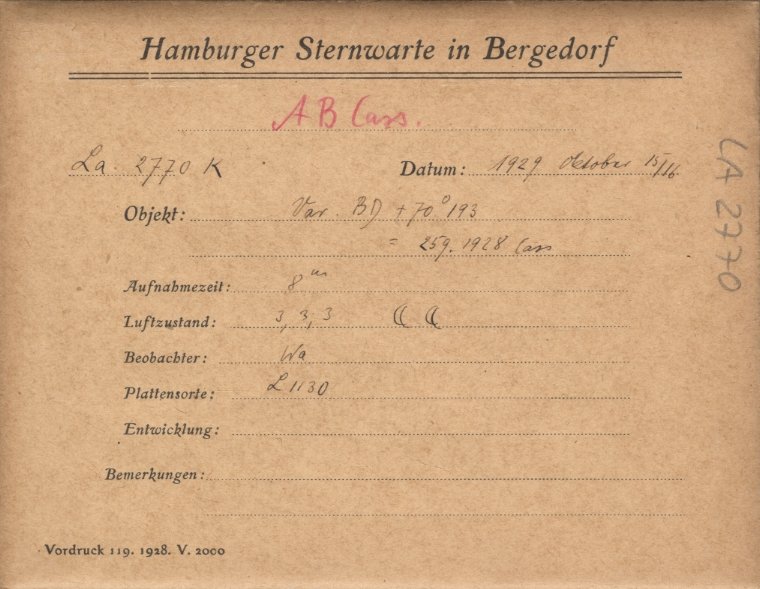 Hamburger Sternwarte in Bergedorf
AB Cass.
La. 2770 K Datum: 1929 Oktober 15/16
Objekt: Var. BD +70° 193
= 259. 1928 Cass
Aufnahmezeit: 8ᵐ
Luftzustand: 3, 3, 3 ☾ ☾
Beobachter: Wa
Plattensorte: L 1130
Entwicklung:
Bemerkungen:
Vordruck 119. 1928. V. 2000
LA 2770